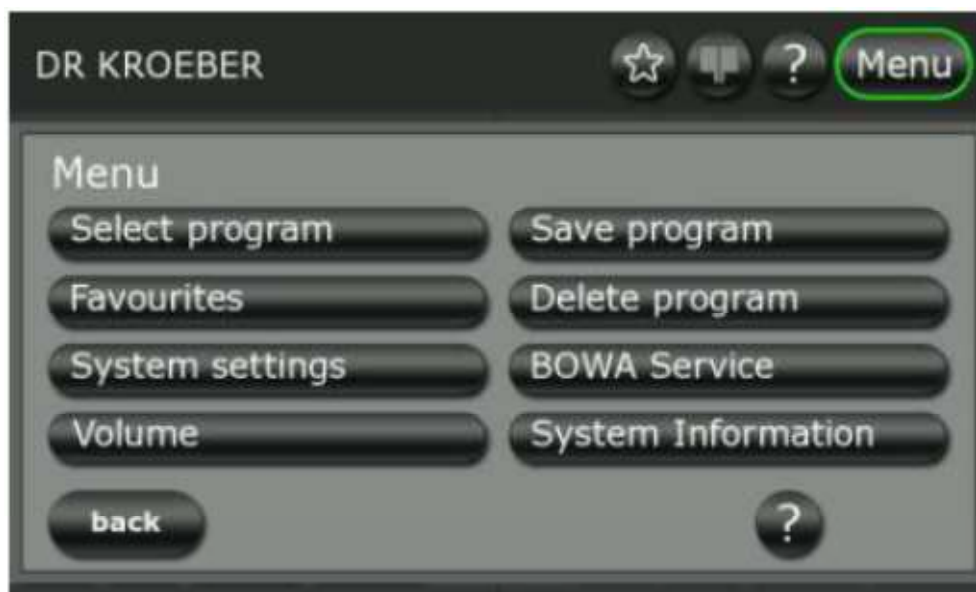 DR KROEBER ? Menu
Menu
Select program Save program
Favourites Delete program
System settings BOWA Service
Volume System Information
back ?